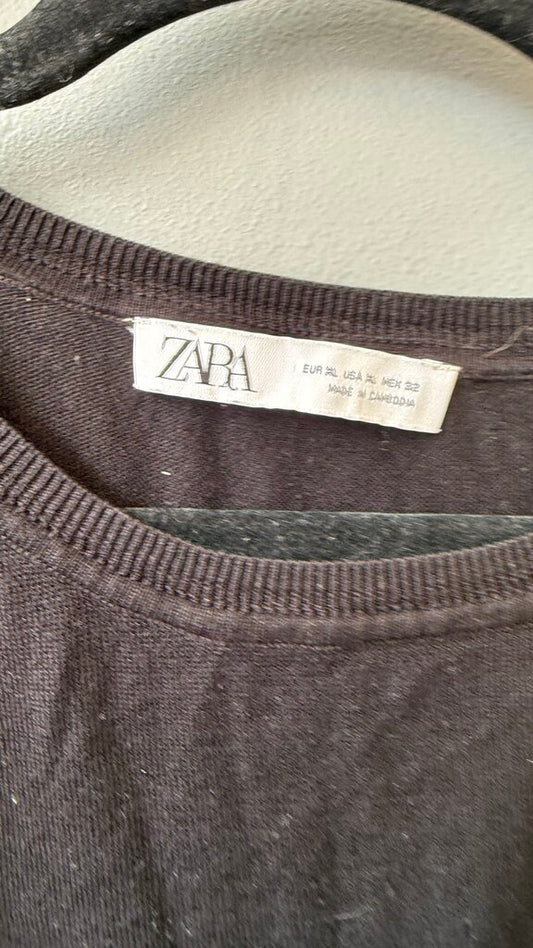 ZARA
EUR XL USA XL MEX 32
MADE IN CAMBODIA